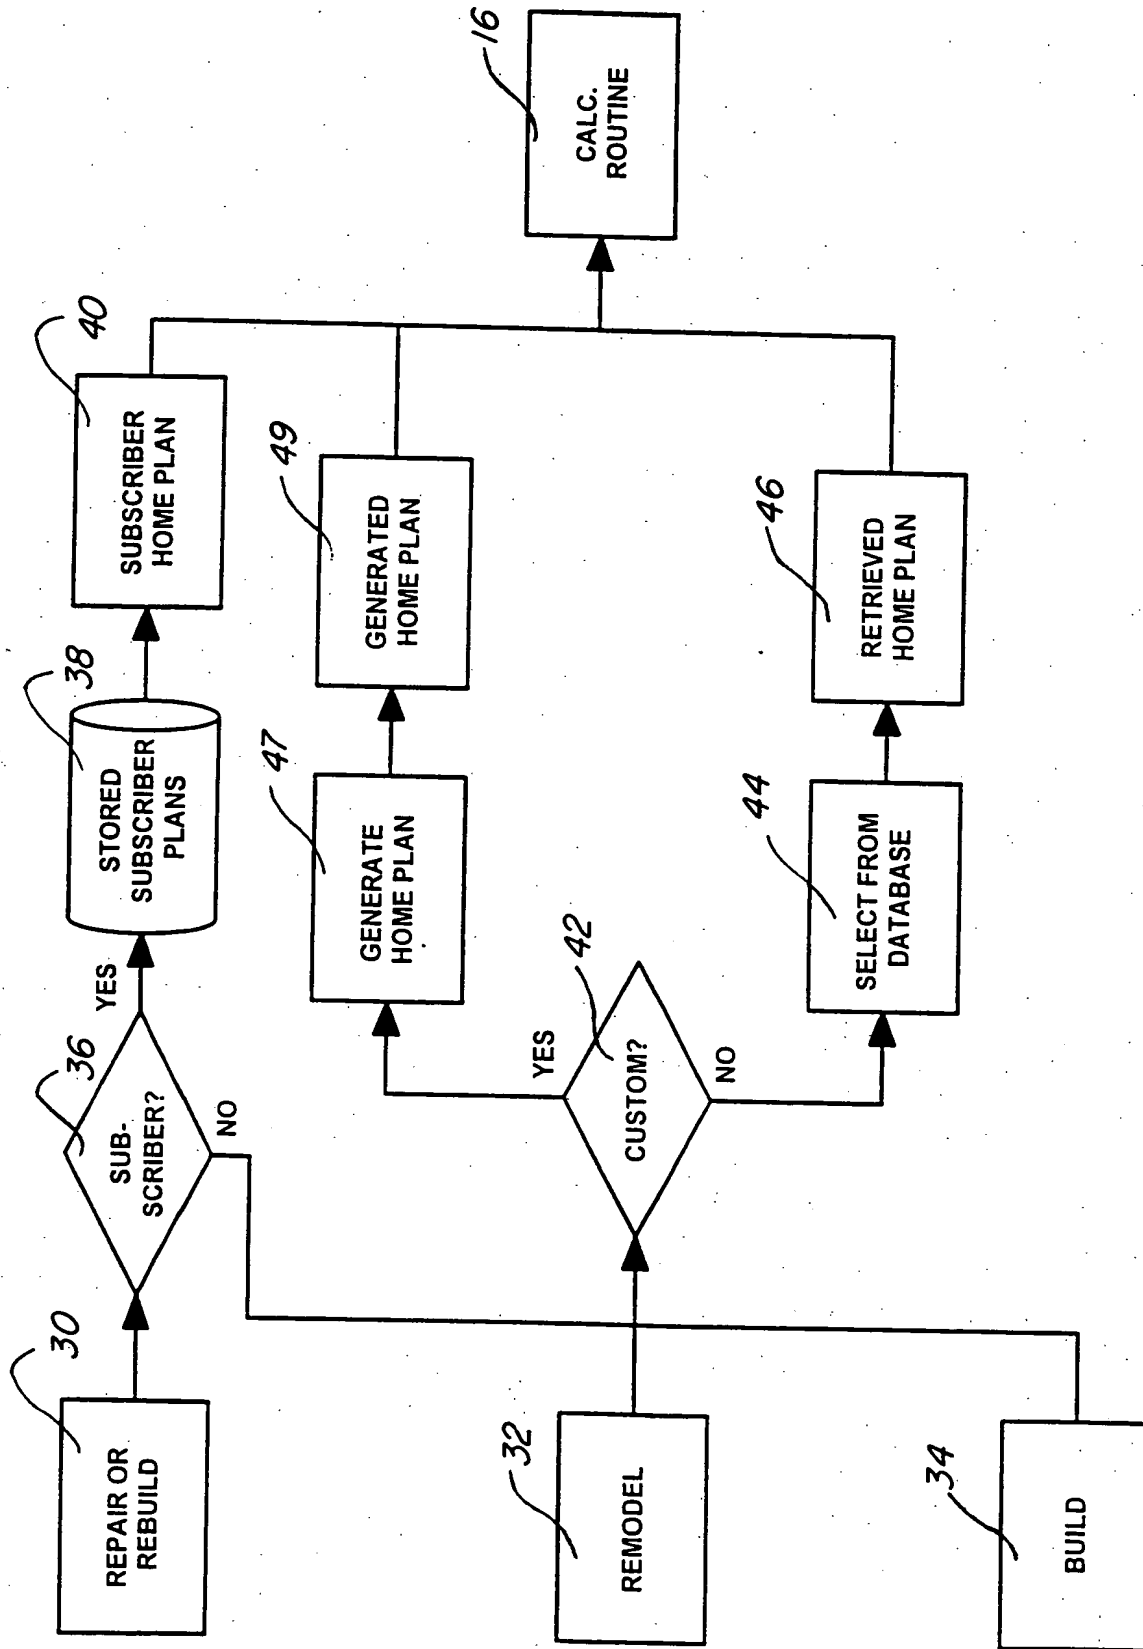 30
REPAIR OR
REBUILD
36
SUB-
SCRIBER?
YES
NO
38
STORED
SUBSCRIBER
PLANS
40
SUBSCRIBER
HOME PLAN
32
REMODEL
42
CUSTOM?
YES
NO
47
GENERATE
HOME PLAN
49
GENERATED
HOME PLAN
16
CALC.
ROUTINE
34
BUILD
44
SELECT FROM
DATABASE
46
RETRIEVED
HOME PLAN